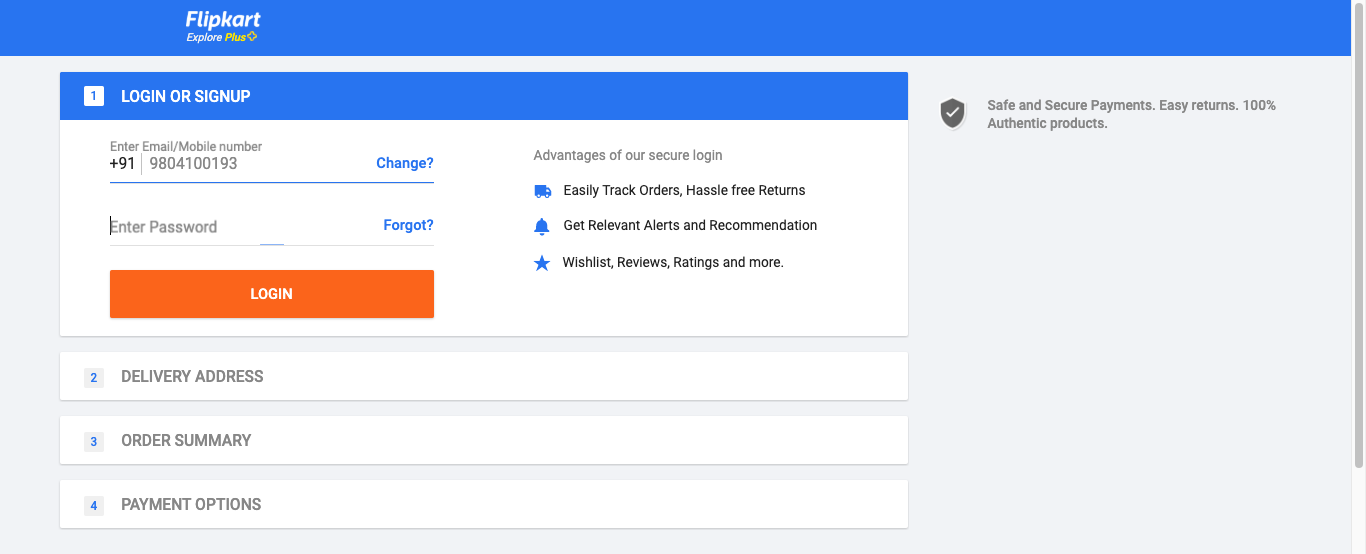 Flipkart
Explore Plus
1 LOGIN OR SIGNUP
Enter Email/Mobile number
+91 9804100193 Change?
Enter Password Forgot?
LOGIN
Advantages of our secure login
Easily Track Orders, Hassle free Returns
Get Relevant Alerts and Recommendation
Wishlist, Reviews, Ratings and more.
Safe and Secure Payments. Easy returns. 100%
Authentic products.
2 DELIVERY ADDRESS
3 ORDER SUMMARY
4 PAYMENT OPTIONS